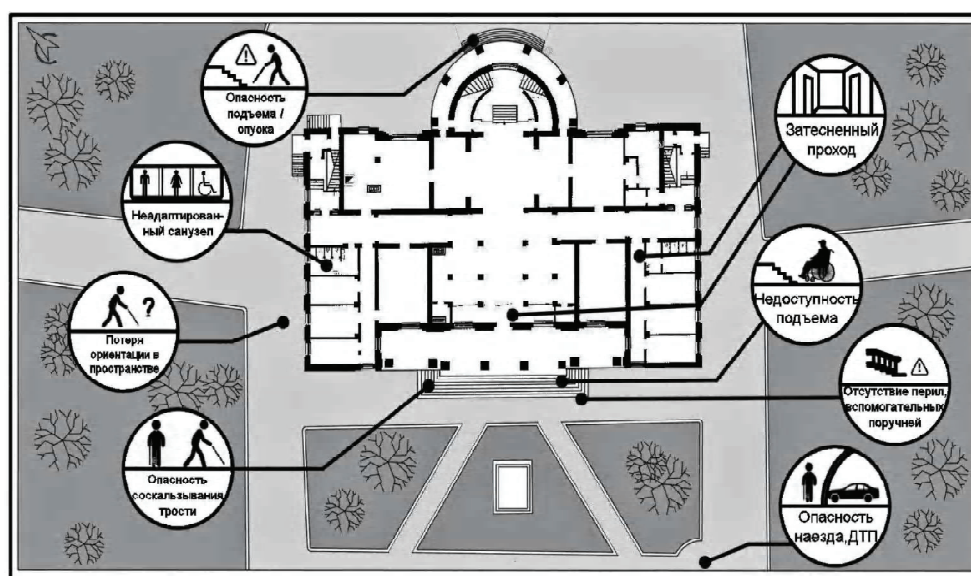 Опасность
подъема /
опуока
Затесненный
проход
Неадаптирован-
ный санузел
Недоступность
подъема
Потеря
ориентации в
пространстве
Отсутствие перил,
вспомогательных
поручней
Опасность
соскальзывания
трости
Опасность
наезда,ДТП